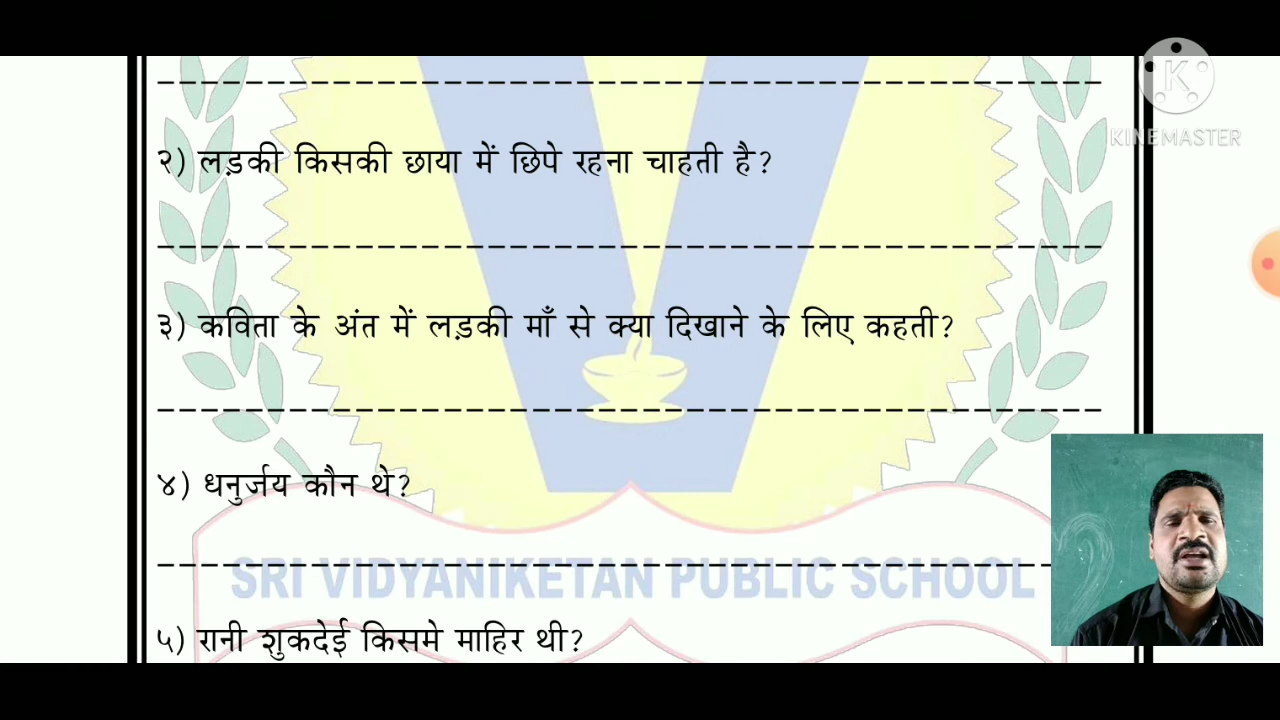 KINEMASTER
२) लड़की किसकी छाया में छिपे रहना चाहती है?
३) कविता के अंत में लड़की माँ से क्या दिखाने के लिए कहती?
४) धनुर्जय कौन थे?
SRI VIDYANIKETAN PUBLIC SCHOOL
५) रानी शुकदेई किसमे माहिर थी?